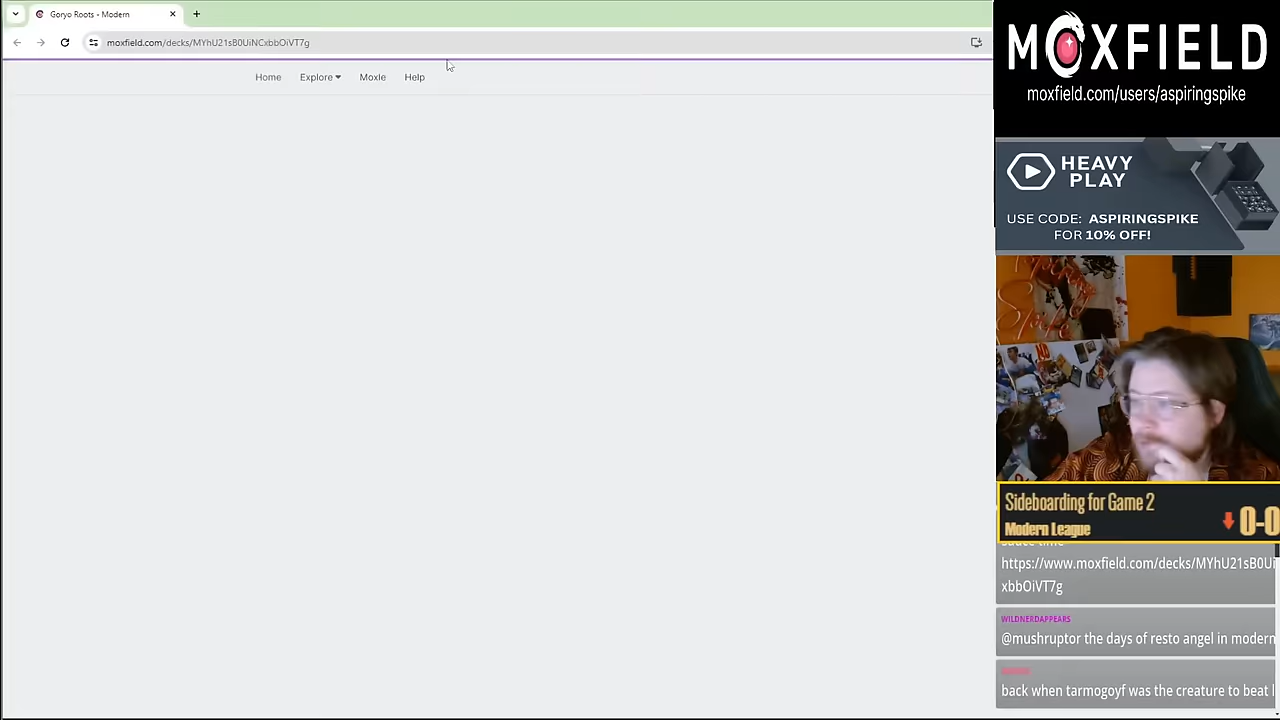 Goryo Roots - Modern
moxfield.com/decks/MYhU21sB0UiNCxbbOiVT7g
Home Explore Moxle Help
MOXFIELD
moxfield.com/users/aspiringspike
HEAVY
PLAY
USE CODE: ASPIRINGSPIKE
FOR 10% OFF!
Sideboarding for Game 2
Modern League
0-0
https://www.moxfield.com/decks/MYhU21sB0Ui
xbbOiVT7g
WILDNERDAPPEARS
@mushruptor the days of resto angel in modern
back when tarmogoyf was the creature to beat